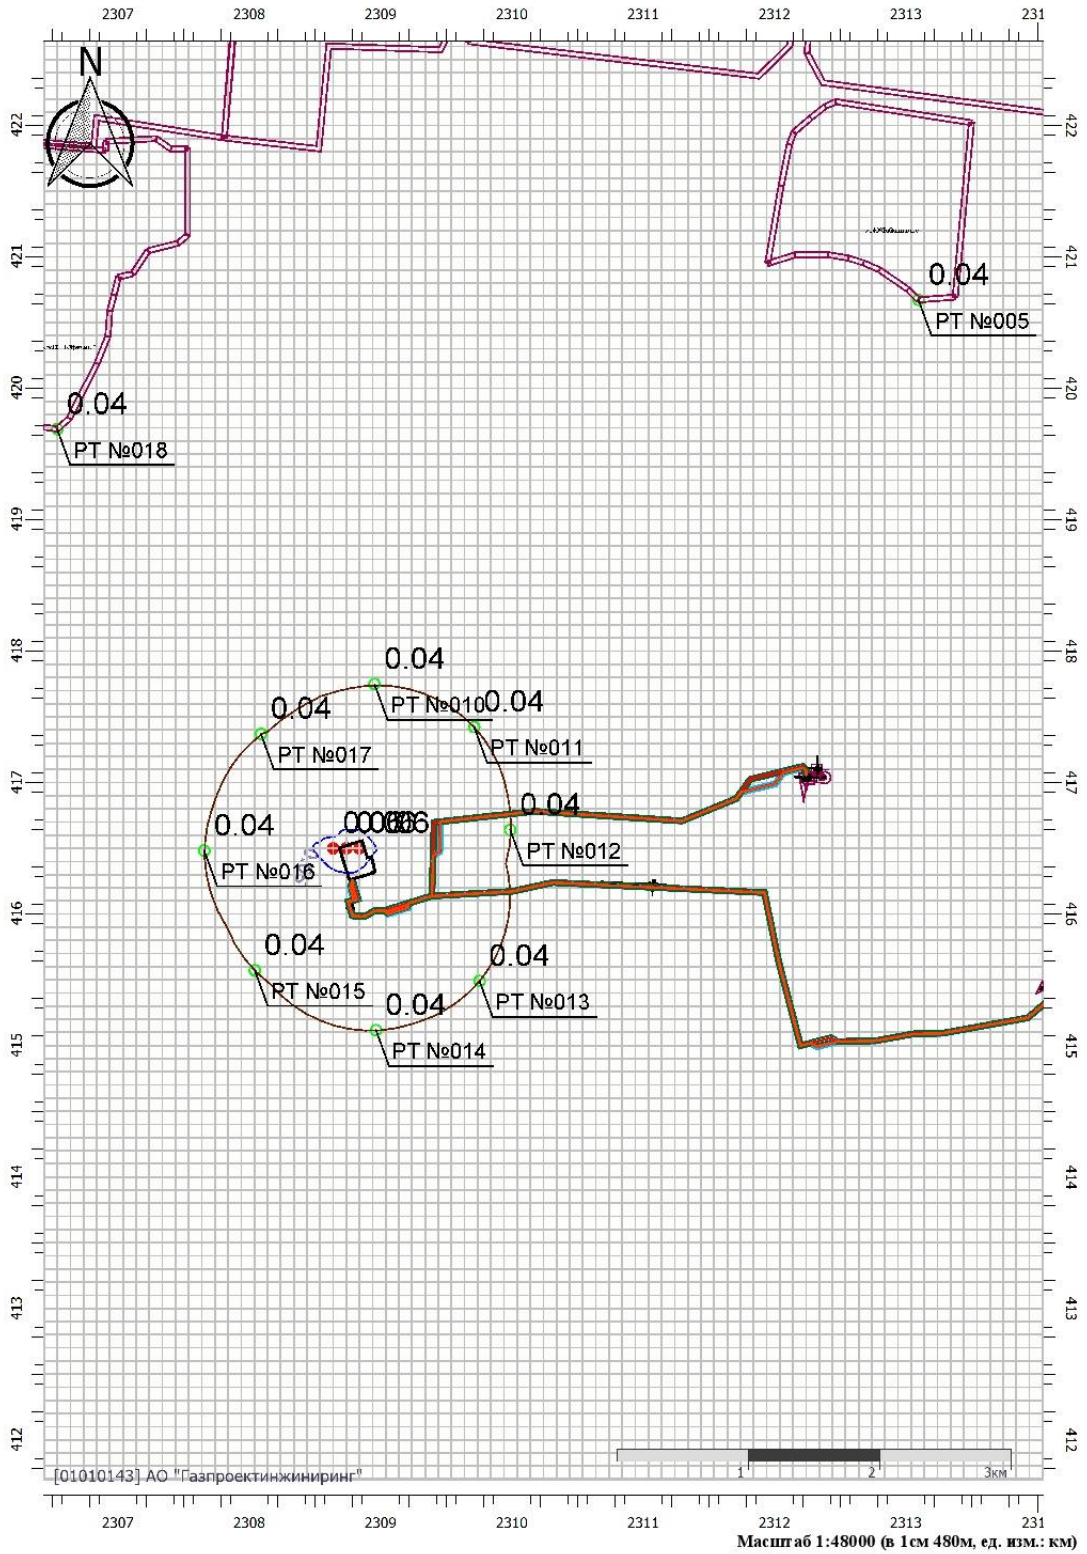 2307 2308 2309 2310 2311 2312 2313 231
N
422 422
421 421
0.04
РТ №005
420 420
0.04
РТ №018
419 419
418 418
0.04
РТ №010
0.04
РТ №011
0.04
РТ №017
417 417
0.04
РТ №012
0.04
РТ №016
416 416
0.04
РТ №015
0.04
РТ №013
0.04
РТ №014
415 415
414 414
413 413
412 412
1 2 3км
[01010143] АО "Газпроектинжиниринг"
2307 2308 2309 2310 2311 2312 2313 231
Масштаб 1:48000 (в 1см 480м, ед. изм.: км)